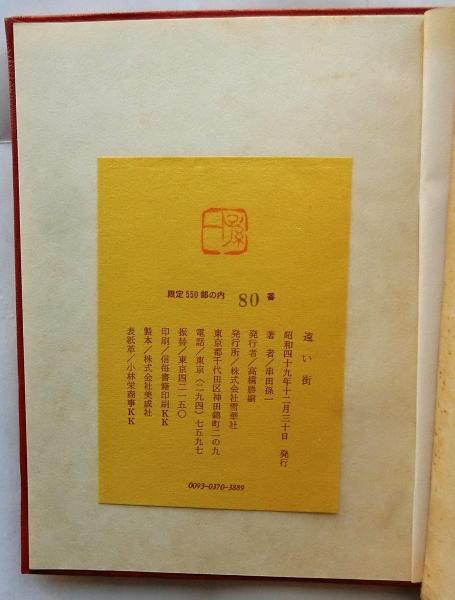 限定550部の内 80 番
遠い街
昭和四十九年十二月三十日 発行
著者/串田孫一
発行者/高橋勝嗣
発行所/株式会社雪華社
東京都千代田区神田錦町二の九
電話/東京(二九四)七五九七
振替/東京四二一一五〇
印刷/信毎書籍印刷KK
製本/株式会社美成社
表紙革/小林栄商事KK
0093-0370-3889